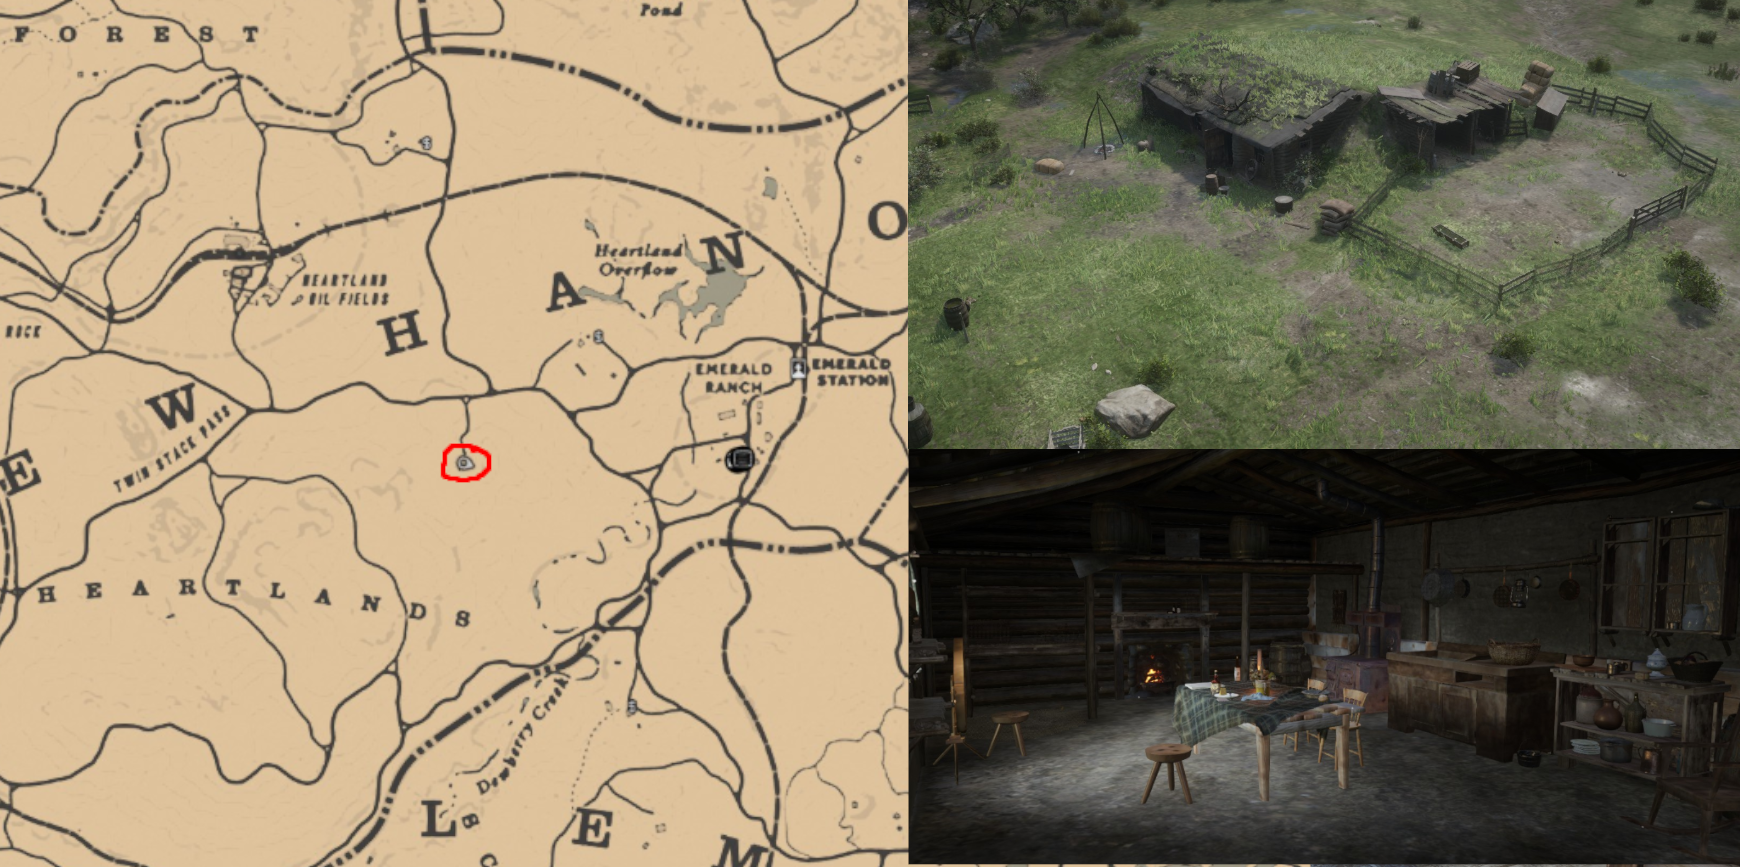 Pond
FOREST
O
N
Heartland
Overflow
A
HEARTLAND
OIL FIELDS
H
ROCK
EMERALD
RANCH
EMERALD
STATION
W
TWIN STACK PASS
E
HEARTLANDS
Dewberry Creek
L
E
M